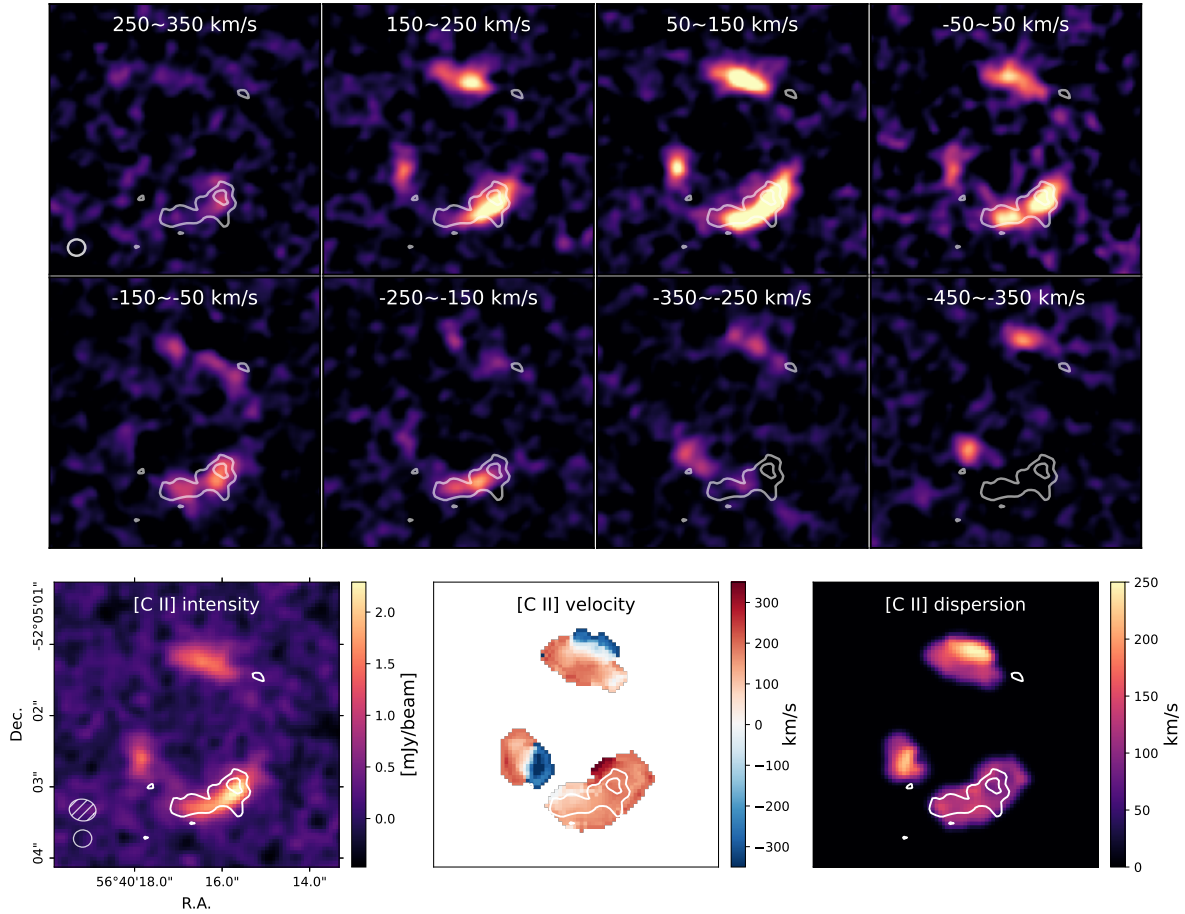 250~350 km/s
150~250 km/s
50~150 km/s
-50~50 km/s
-150~-50 km/s
-250~-150 km/s
-350~-250 km/s
-450~-350 km/s
[C II] intensity
[C II] velocity
[C II] dispersion
-52°05'01"
02"
03"
04"
Dec.
56°40'18.0"
16.0"
14.0"
R.A.
2.0
1.5
1.0
0.5
0.0
[mJy/beam]
300
200
100
0
−100
−200
−300
km/s
250
200
150
100
50
0
km/s